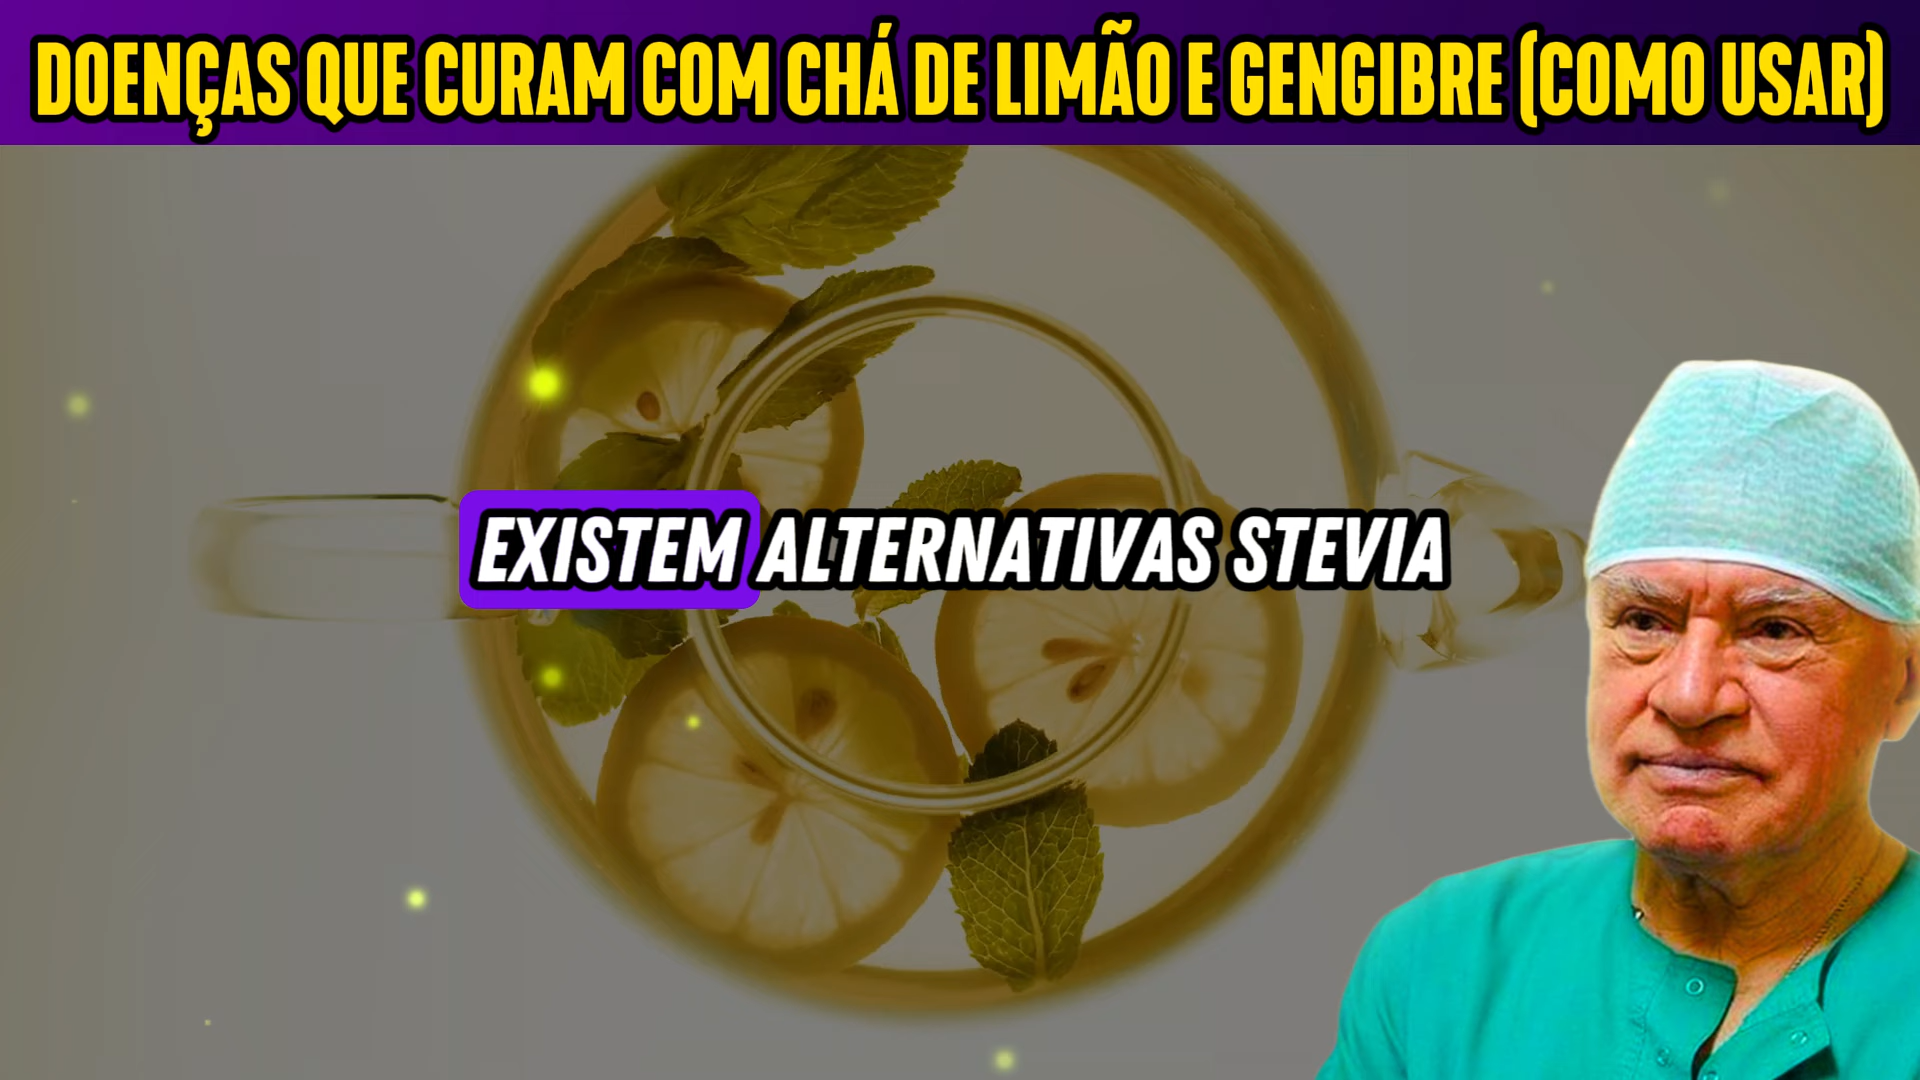 DOENÇAS QUE CURAM COM CHÁ DE LIMÃO E GENGIBRE (COMO USAR)
EXISTEM ALTERNATIVAS STEVIA